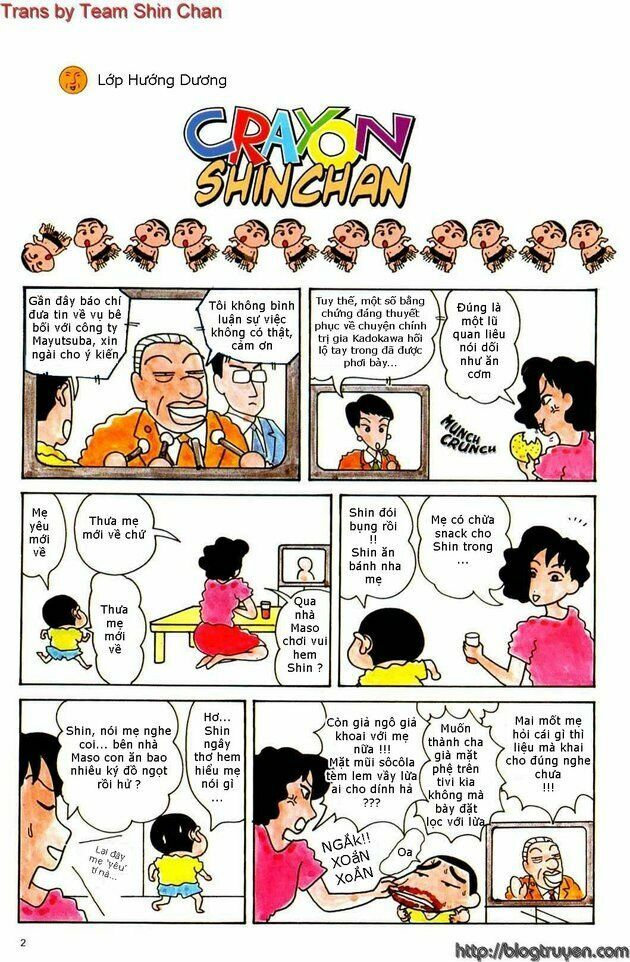 Trans by Team Shin Chan
Lớp Hướng Dương
CRAYON
SHINCHAN
Gần đây báo chí
đưa tin về vụ bê
bối với công ty
Mayutsuba, xin
ngài cho ý kiến
Tôi không bình
luận sự việc
không có thật,
cảm ơn
Tuy thế, một số bằng
chứng đáng thuyết
phục về chuyện chính
trị gia Kadokawa hối
lộ tay trong đã được
phơi bày...
Đúng là
một lũ
quan liêu
nói dối
như ăn
cơm
MUNCH
CRUNCH
Mẹ
yêu
mới
về
Thưa mẹ
mới về chứ
Thưa
mẹ
mới
về
Qua
nhà
Maso
chơi vui
hem
Shin ?
Shin đói
bụng rồi
!!
Shin ăn
bánh nha
mẹ
Mẹ có chừa
snack cho
Shin trong
...
Shin, nói mẹ nghe
coi... bên nhà
Maso con ăn bao
nhiêu ký đồ ngọt
rồi hử ?
Hơ...
Shin
ngây
thơ hem
hiểu mẹ
nói gì
...
Lại đây
mẹ 'yêu'
tí nà...
Còn giả ngô giả
khoai với mẹ
nữa !!!
Mặt mũi sôcôla
tèm lem vầy lừa
ai cho dính hả
???
NGẮk!!
XOẮN
XOẮN
Oa
Muốn
thành cha
già mặt
phệ trên
tivi kia
không mà
bày đặt
lọc với lừa
Mai mốt mẹ
hỏi cái gì thì
liệu mà khai
cho đúng nghe
chưa
!!!
2
http://blogtruyen.com